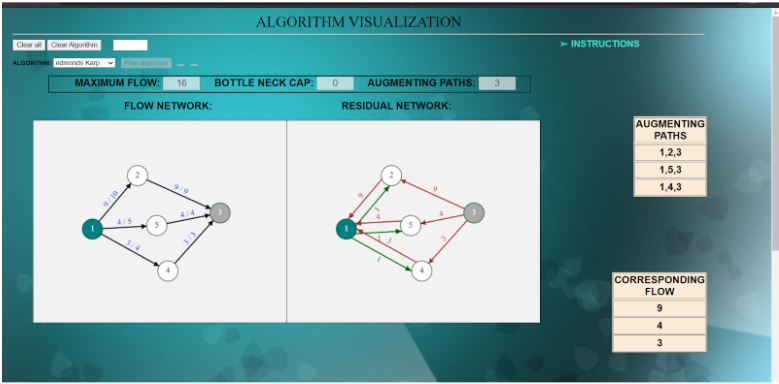 ALGORITHM VISUALIZATION
Clear all Clear Algorithm
➢ INSTRUCTIONS
ALGORITHM: edmonds Karp Play algorithm
MAXIMUM FLOW: 16 BOTTLE NECK CAP: 0 AUGMENTING PATHS: 3
FLOW NETWORK: RESIDUAL NETWORK:
1
2
3
4
5
9 / 10
9 / 9
4 / 5
4 / 4
3 / 4
3 / 3
1
2
3
4
5
9
1
9
4
4
1
3
3
1
AUGMENTING
PATHS
1,2,3
1,5,3
1,4,3
CORRESPONDING
FLOW
9
4
3